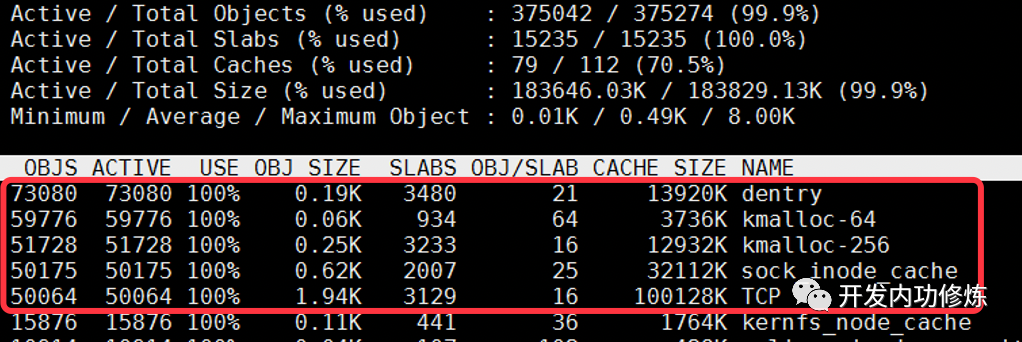 Active / Total Objects (% used) : 375042 / 375274 (99.9%)
Active / Total Slabs (% used) : 15235 / 15235 (100.0%)
Active / Total Caches (% used) : 79 / 112 (70.5%)
Active / Total Size (% used) : 183646.03K / 183829.13K (99.9%)
Minimum / Average / Maximum Object : 0.01K / 0.49K / 8.00K
OBJS ACTIVE USE OBJ SIZE SLABS OBJ/SLAB CACHE SIZE NAME
73080 73080 100% 0.19K 3480 21 13920K dentry
59776 59776 100% 0.06K 934 64 3736K kmalloc-64
51728 51728 100% 0.25K 3233 16 12932K kmalloc-256
50175 50175 100% 0.62K 2007 25 32112K sock_inode_cache
50064 50064 100% 1.94K 3129 16 100128K TCP
开发内功修炼
15876 15876 100% 0.11K 441 36 1764K kernfs_node_cache